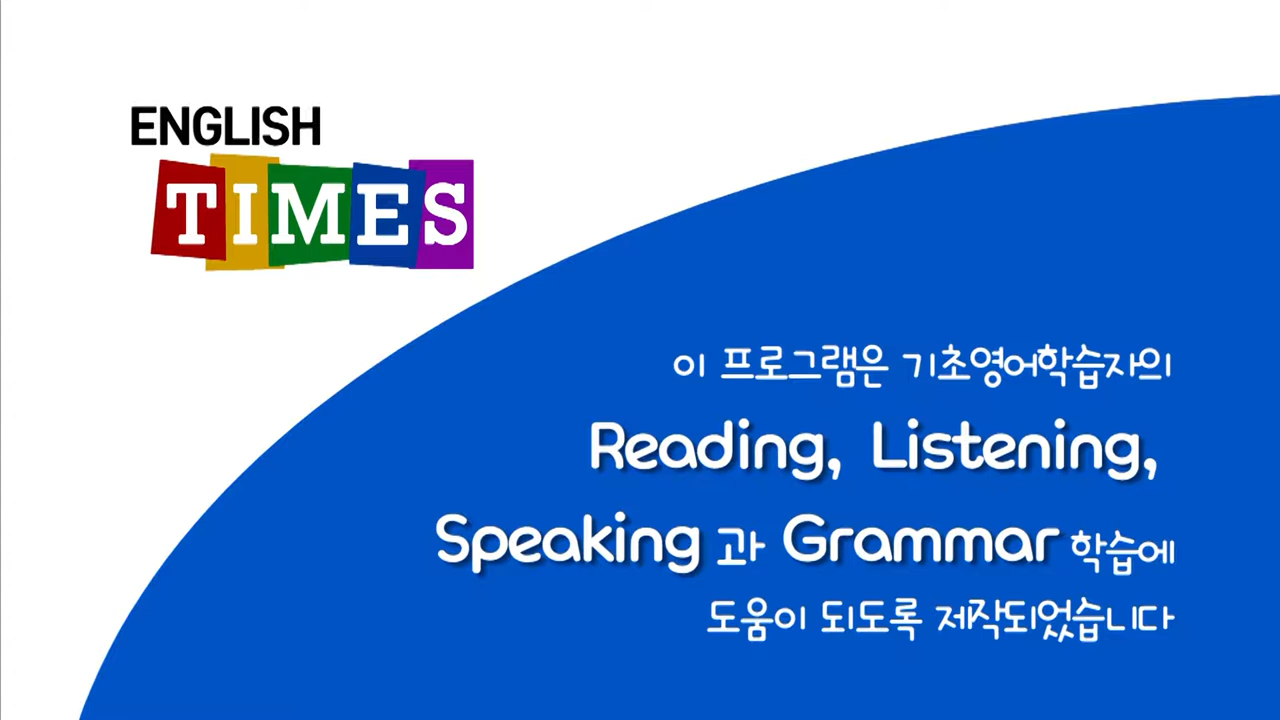 ENGLISH
TIMES
이 프로그램은 기초영어학습자의
Reading, Listening,
Speaking 과 Grammar 학습에
도움이 되도록 제작되었습니다